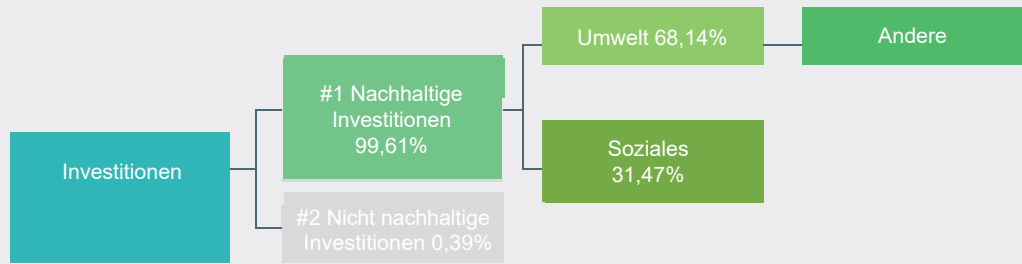 Investitionen
#1 Nachhaltige
Investitionen
99,61%
#2 Nicht nachhaltige
Investitionen 0,39%
Umwelt 68,14%
Soziales
31,47%
Andere